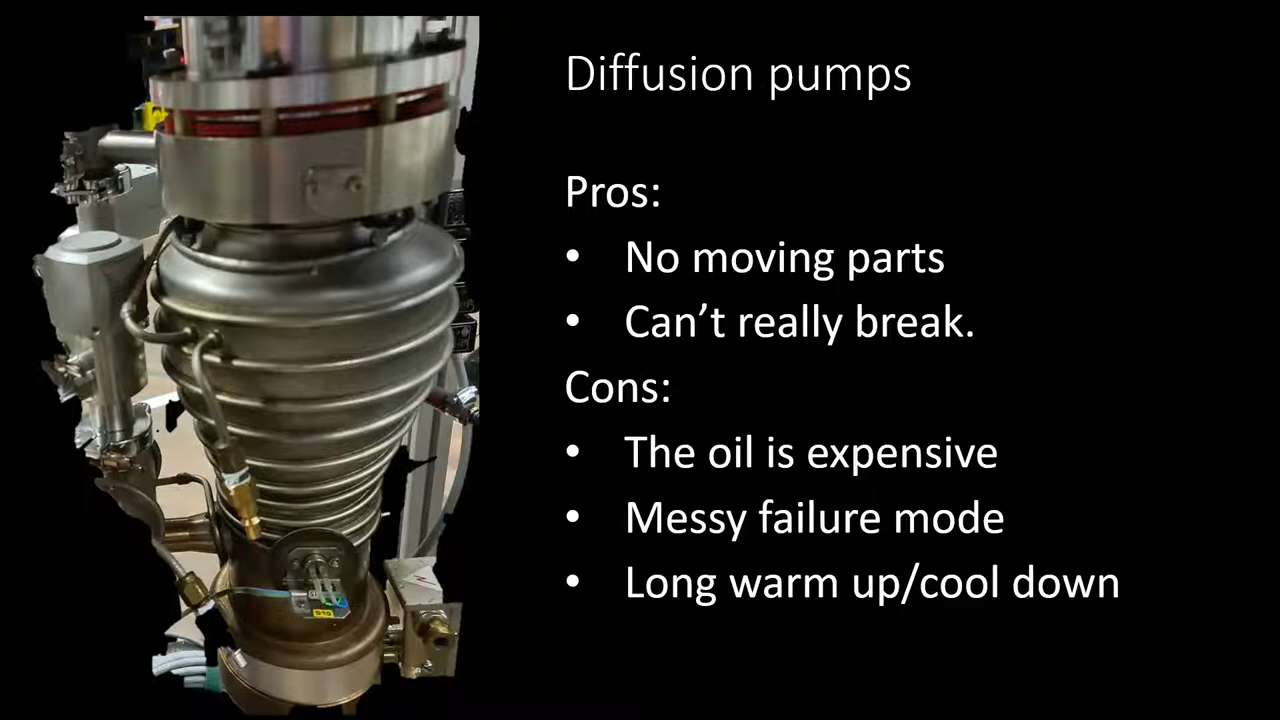 Diffusion pumps
Pros:
• No moving parts
• Can’t really break.
Cons:
• The oil is expensive
• Messy failure mode
• Long warm up/cool down